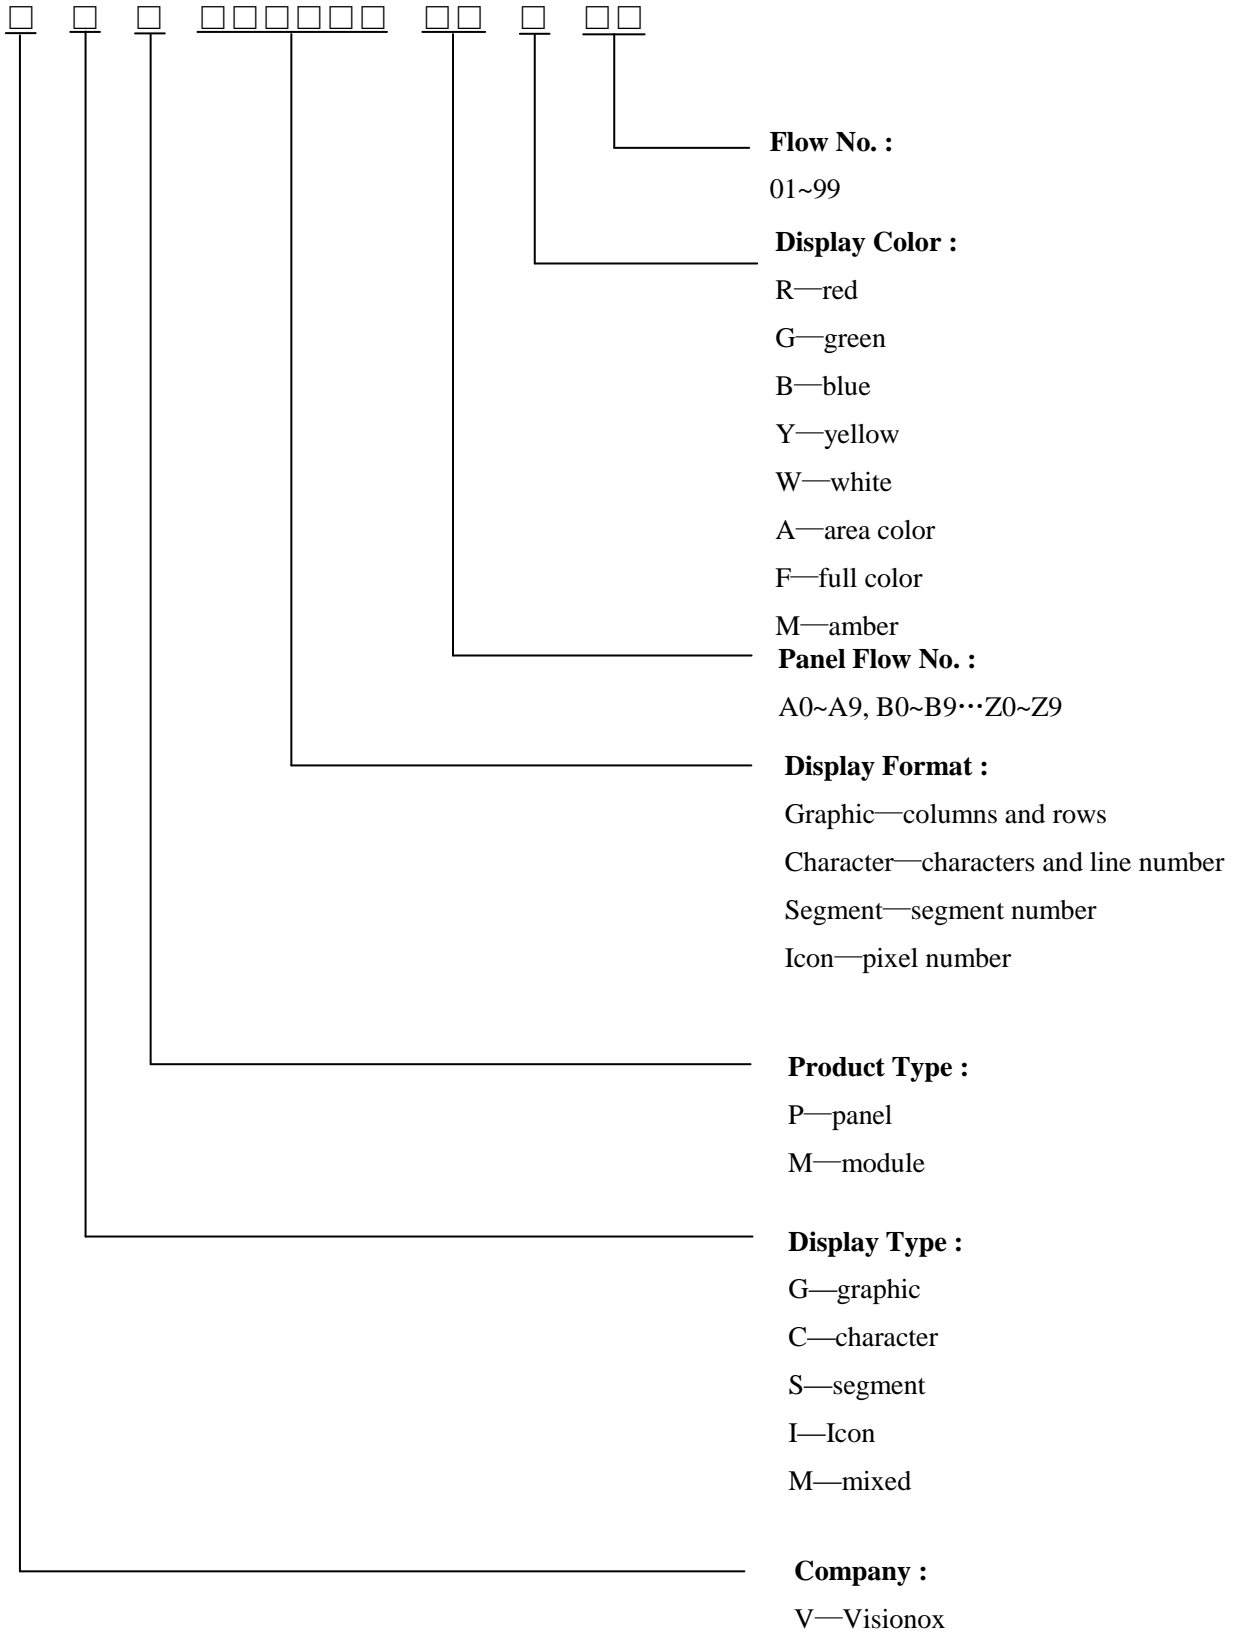 □ □ □ □□□□□□ □□ □ □□
Flow No. :
01~99
Display Color :
R—red
G—green
B—blue
Y—yellow
W—white
A—area color
F—full color
M—amber
Panel Flow No. :
A0~A9, B0~B9…Z0~Z9
Display Format :
Graphic—columns and rows
Character—characters and line number
Segment—segment number
Icon—pixel number
Product Type :
P—panel
M—module
Display Type :
G—graphic
C—character
S—segment
I—Icon
M—mixed
Company :
V—Visionox